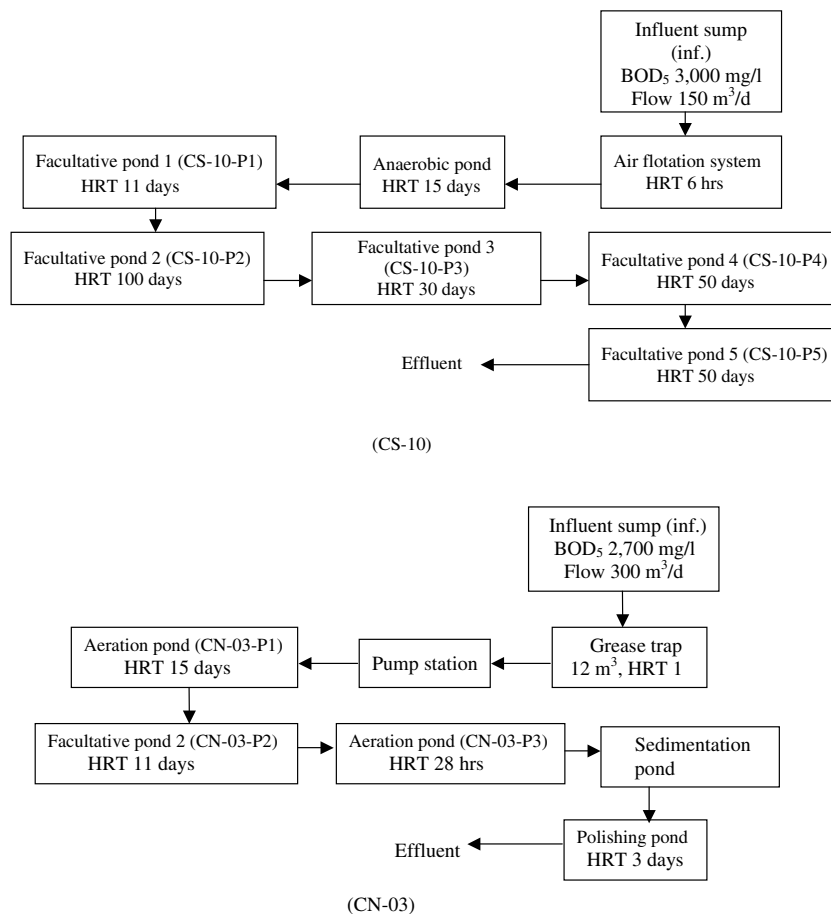 Influent sump
(inf.)
BOD₅ 3,000 mg/l
Flow 150 m³/d
Air flotation system
HRT 6 hrs
Anaerobic pond
HRT 15 days
Facultative pond 1 (CS-10-P1)
HRT 11 days
Facultative pond 2 (CS-10-P2)
HRT 100 days
Facultative pond 3
(CS-10-P3)
HRT 30 days
Facultative pond 4 (CS-10-P4)
HRT 50 days
Facultative pond 5 (CS-10-P5)
HRT 50 days
Effluent
(CS-10)
Influent sump (inf.)
BOD₅ 2,700 mg/l
Flow 300 m³/d
Grease trap
12 m³, HRT 1
Pump station
Aeration pond (CN-03-P1)
HRT 15 days
Facultative pond 2 (CN-03-P2)
HRT 11 days
Aeration pond (CN-03-P3)
HRT 28 hrs
Sedimentation
pond
Polishing pond
HRT 3 days
Effluent
(CN-03)